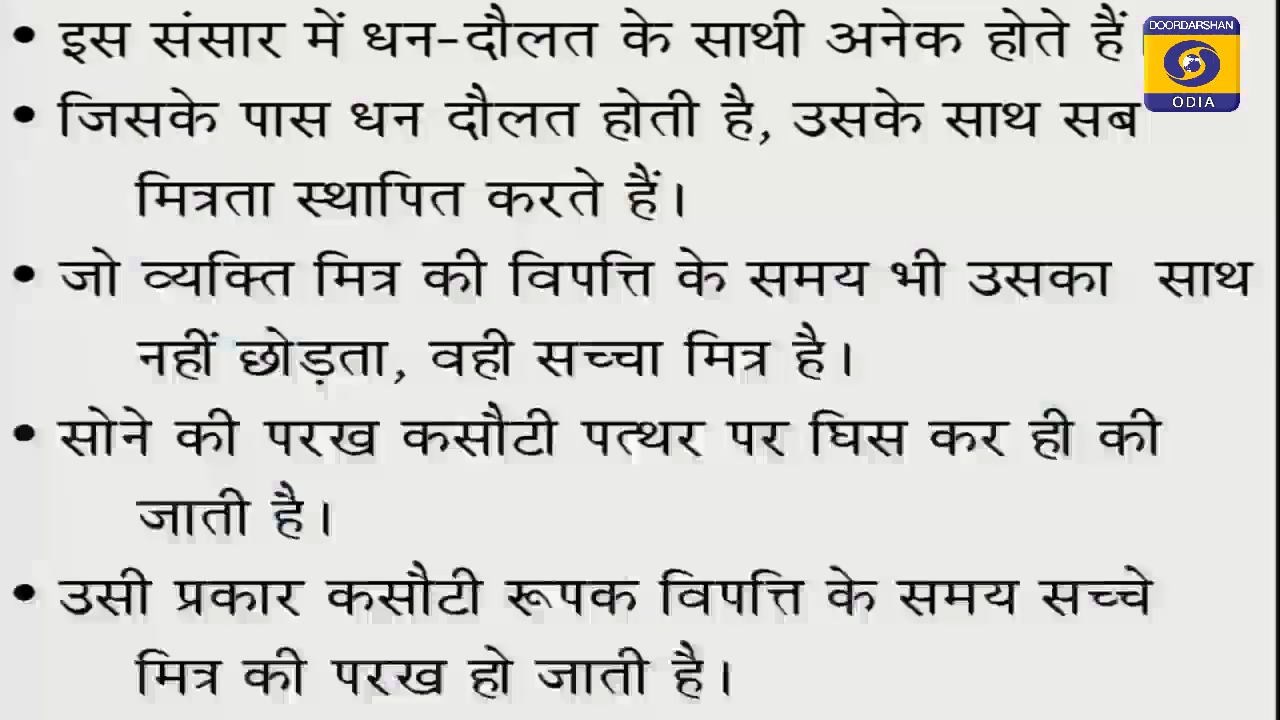 • इस संसार में धन-दौलत के साथी अनेक होते हैं
DOORDARSHAN
ODIA
• जिसके पास धन दौलत होती है, उसके साथ सब
मित्रता स्थापित करते हैं।
• जो व्यक्ति मित्र की विपत्ति के समय भी उसका साथ
नहीं छोड़ता, वही सच्चा मित्र है।
• सोने की परख कसौटी पत्थर पर घिस कर ही की
जाती है।
• उसी प्रकार कसौटी रूपक विपत्ति के समय सच्चे
मित्र की परख हो जाती है।